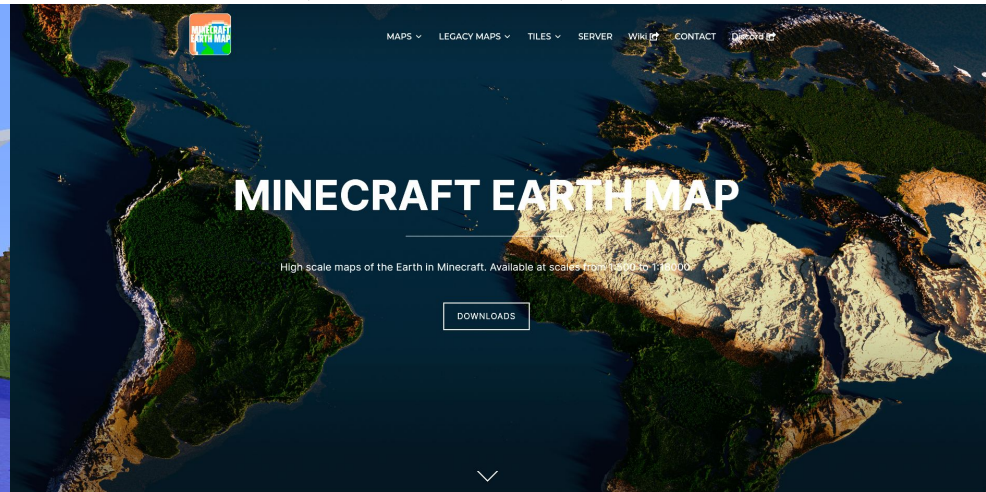 MINECRAFT
EARTH MAP
MAPS LEGACY MAPS TILES SERVER Wiki CONTACT Discord
MINECRAFT EARTH MAP
High scale maps of the Earth in Minecraft. Available at scales from 1:500 to 1:16000.
DOWNLOADS